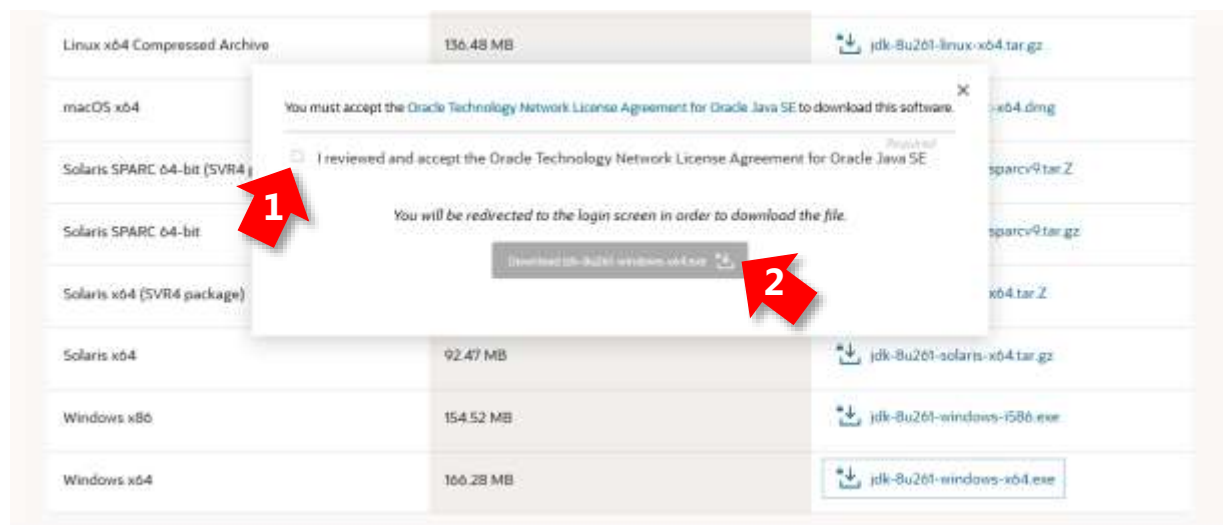 Linux x64 Compressed Archive 136.48 MB jdk-8u261-linux-x64.tar.gz
macOS x64 x64.dmg
You must accept the Oracle Technology Network License Agreement for Oracle Java SE to download this software.
Required
I reviewed and accept the Oracle Technology Network License Agreement for Oracle Java SE
Solaris SPARC 64-bit (SVR4 sparcv9.tar.Z
1
You will be redirected to the login screen in order to download the file.
Solaris SPARC 64-bit sparcv9.tar.gz
Download jdk-8u261-windows-x64.exe
2
Solaris x64 (SVR4 package) x64.tar.Z
Solaris x64 92.47 MB jdk-8u261-solaris-x64.tar.gz
Windows x86 154.52 MB jdk-8u261-windows-i586.exe
Windows x64 166.28 MB jdk-8u261-windows-x64.exe